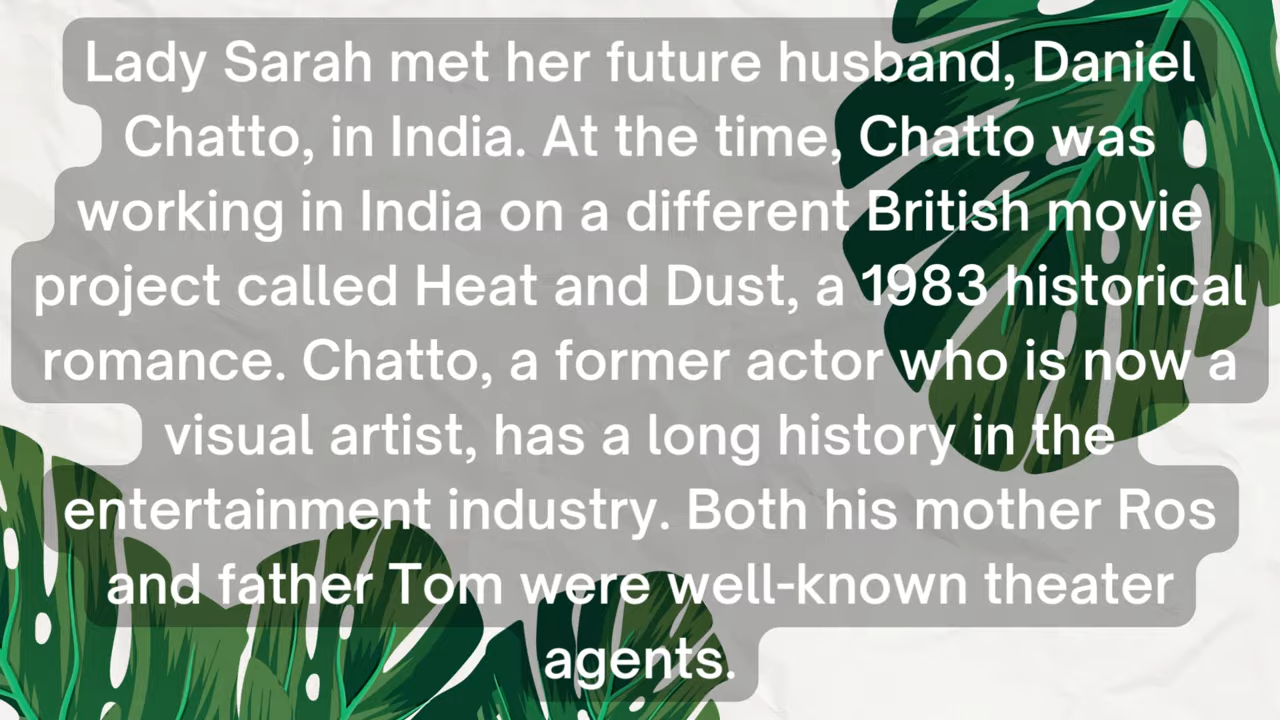 Lady Sarah met her future husband, Daniel
Chatto, in India. At the time, Chatto was
working in India on a different British movie
project called Heat and Dust, a 1983 historical
romance. Chatto, a former actor who is now a
visual artist, has a long history in the
entertainment industry. Both his mother Ros
and father Tom were well-known theater
agents.